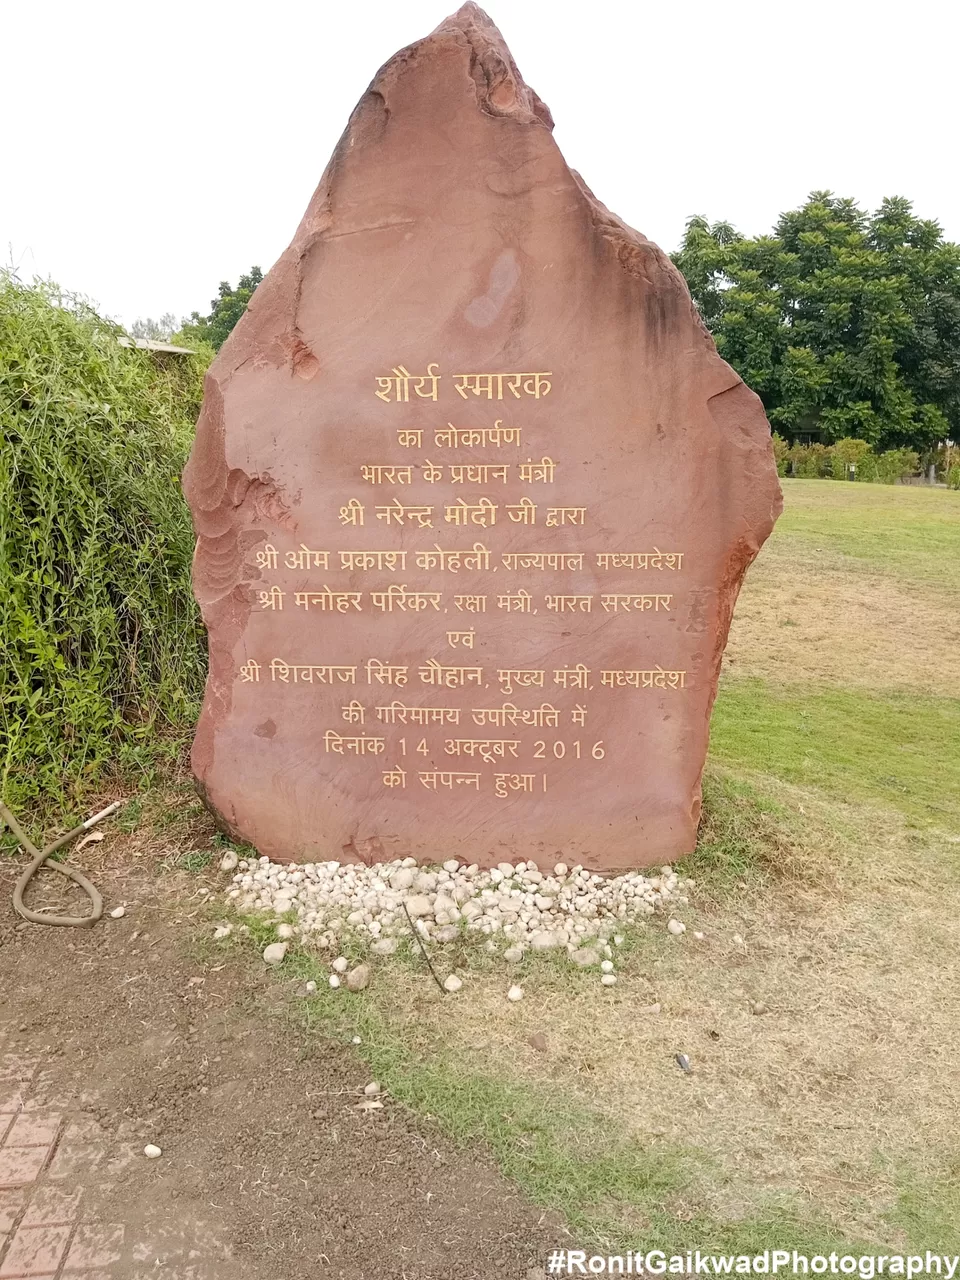 शौर्य स्मारक
का लोकार्पण
भारत के प्रधान मंत्री
श्री नरेन्द्र मोदी जी द्वारा
श्री ओम प्रकाश कोहली, राज्यपाल मध्यप्रदेश
श्री मनोहर पर्रिकर, रक्षा मंत्री, भारत सरकार
एवं
श्री शिवराज सिंह चौहान, मुख्य मंत्री, मध्यप्रदेश
की गरिमामय उपस्थिति में
दिनांक 14 अक्टूबर 2016
को संपन्न हुआ।
#RonitGaikwadPhotography